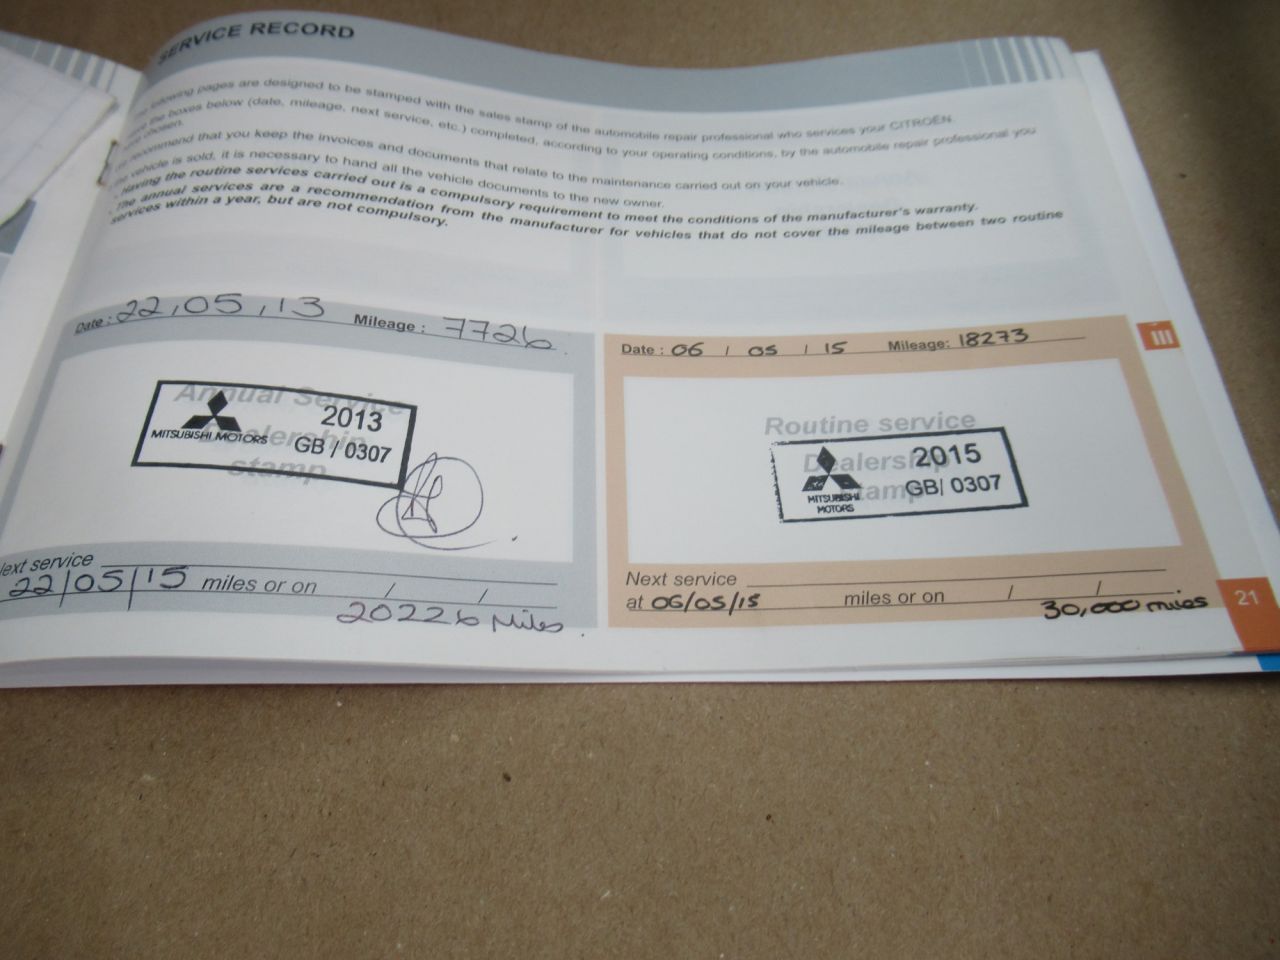 SERVICE RECORD
following pages are designed to be stamped with the sales stamp of the automobile repair professional who services your CITROËN.
the boxes below (date, mileage, next service, etc.) completed, according to your operating conditions, by the automobile repair professional you
chosen.
recommend that you keep the invoices and documents that relate to the maintenance carried out on your vehicle.
vehicle is sold, it is necessary to hand all the vehicle documents to the new owner.
- Having the routine services carried out is a compulsory requirement to meet the conditions of the manufacturer's warranty.
- The annual services are a recommendation from the manufacturer for vehicles that do not cover the mileage between two routine
services within a year, but are not compulsory.
Date : 22,05,13 Mileage : 7726
Annual Service
Dealership
stamp
2013
MITSUBISHI MOTORS GB / 0307
Next service
22/05/15 miles or on / /
20226 Miles
Date : 06 / 05 / 15 Mileage: 18273
Routine service
Dealership
stamp
2015
GB/ 0307
MITSUBISHI
MOTORS
Next service
at 06/05/15 miles or on / /
30,000 miles
III
21